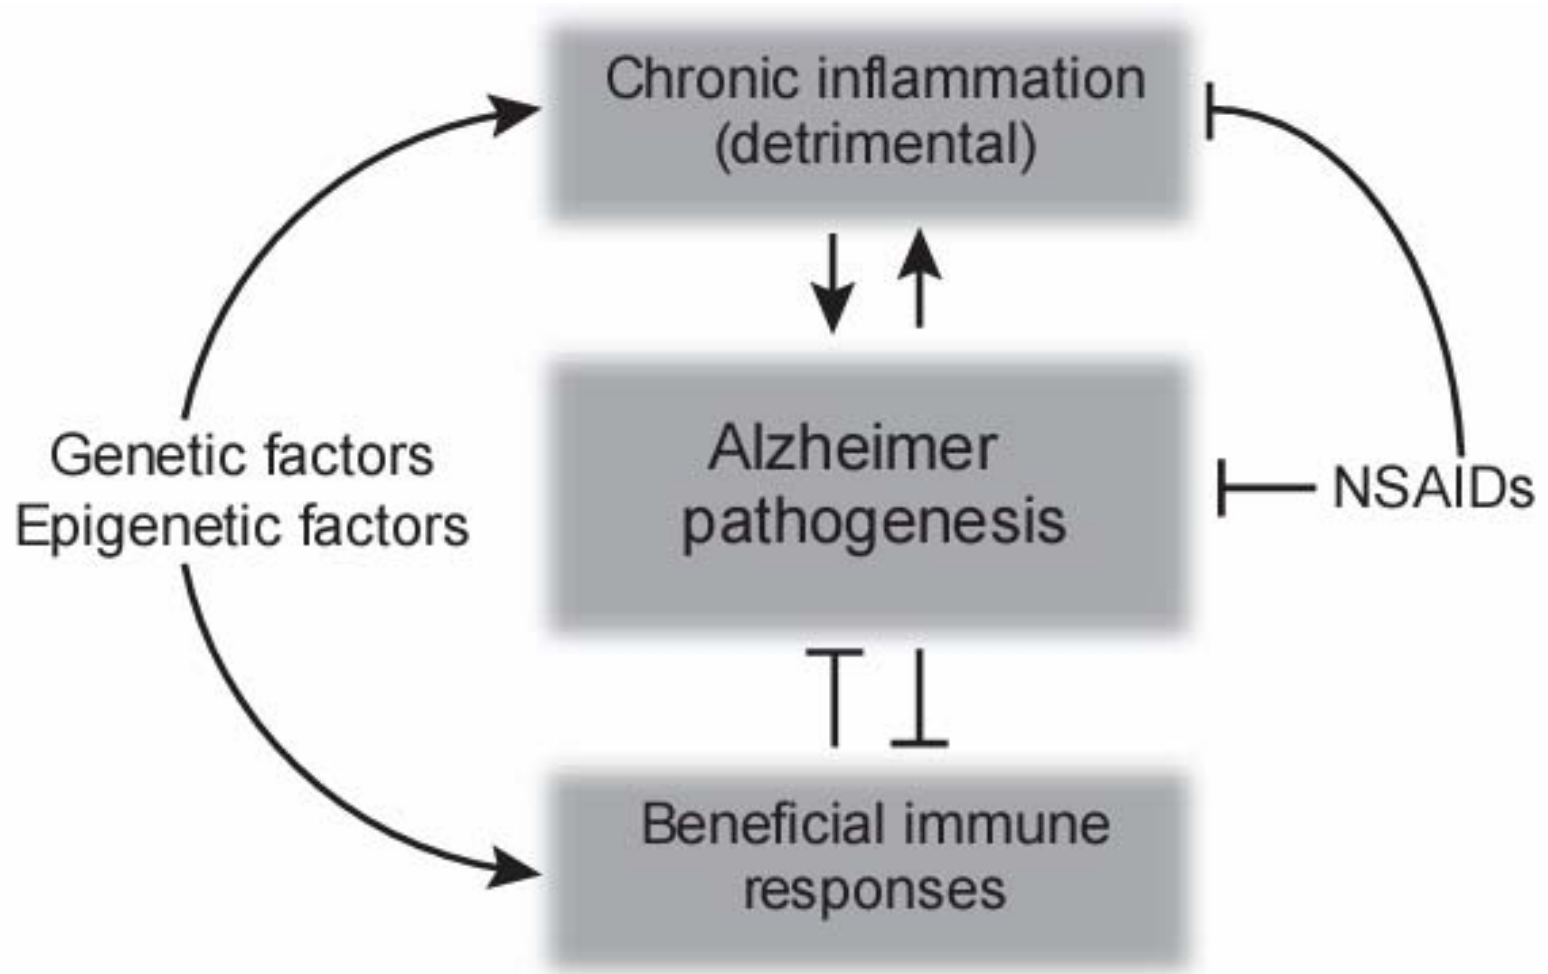 Chronic inflammation
(detrimental)
Alzheimer
pathogenesis
Genetic factors
Epigenetic factors
NSAIDs
Beneficial immune
responses